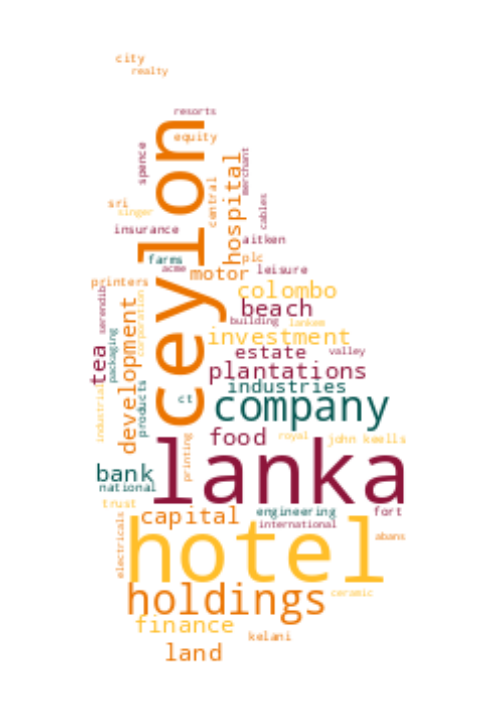 city
realty
resorts
ceylon
equity
spence
hospital
merchant
central
cables
sri
singer
insurance
aitken
farms
plc
acme
motor
leisure
printers
serendib
corporation
colombo
development
beach
building
lankem
tea
packaging
investment
estate
valley
plantations
industrial
products
industries
ct
company
food
royal
john keells
printing
lanka
bank
national
trust
capital
engineering
fort
international
electricals
hotel
abans
holdings
ceramic
finance
kelani
land